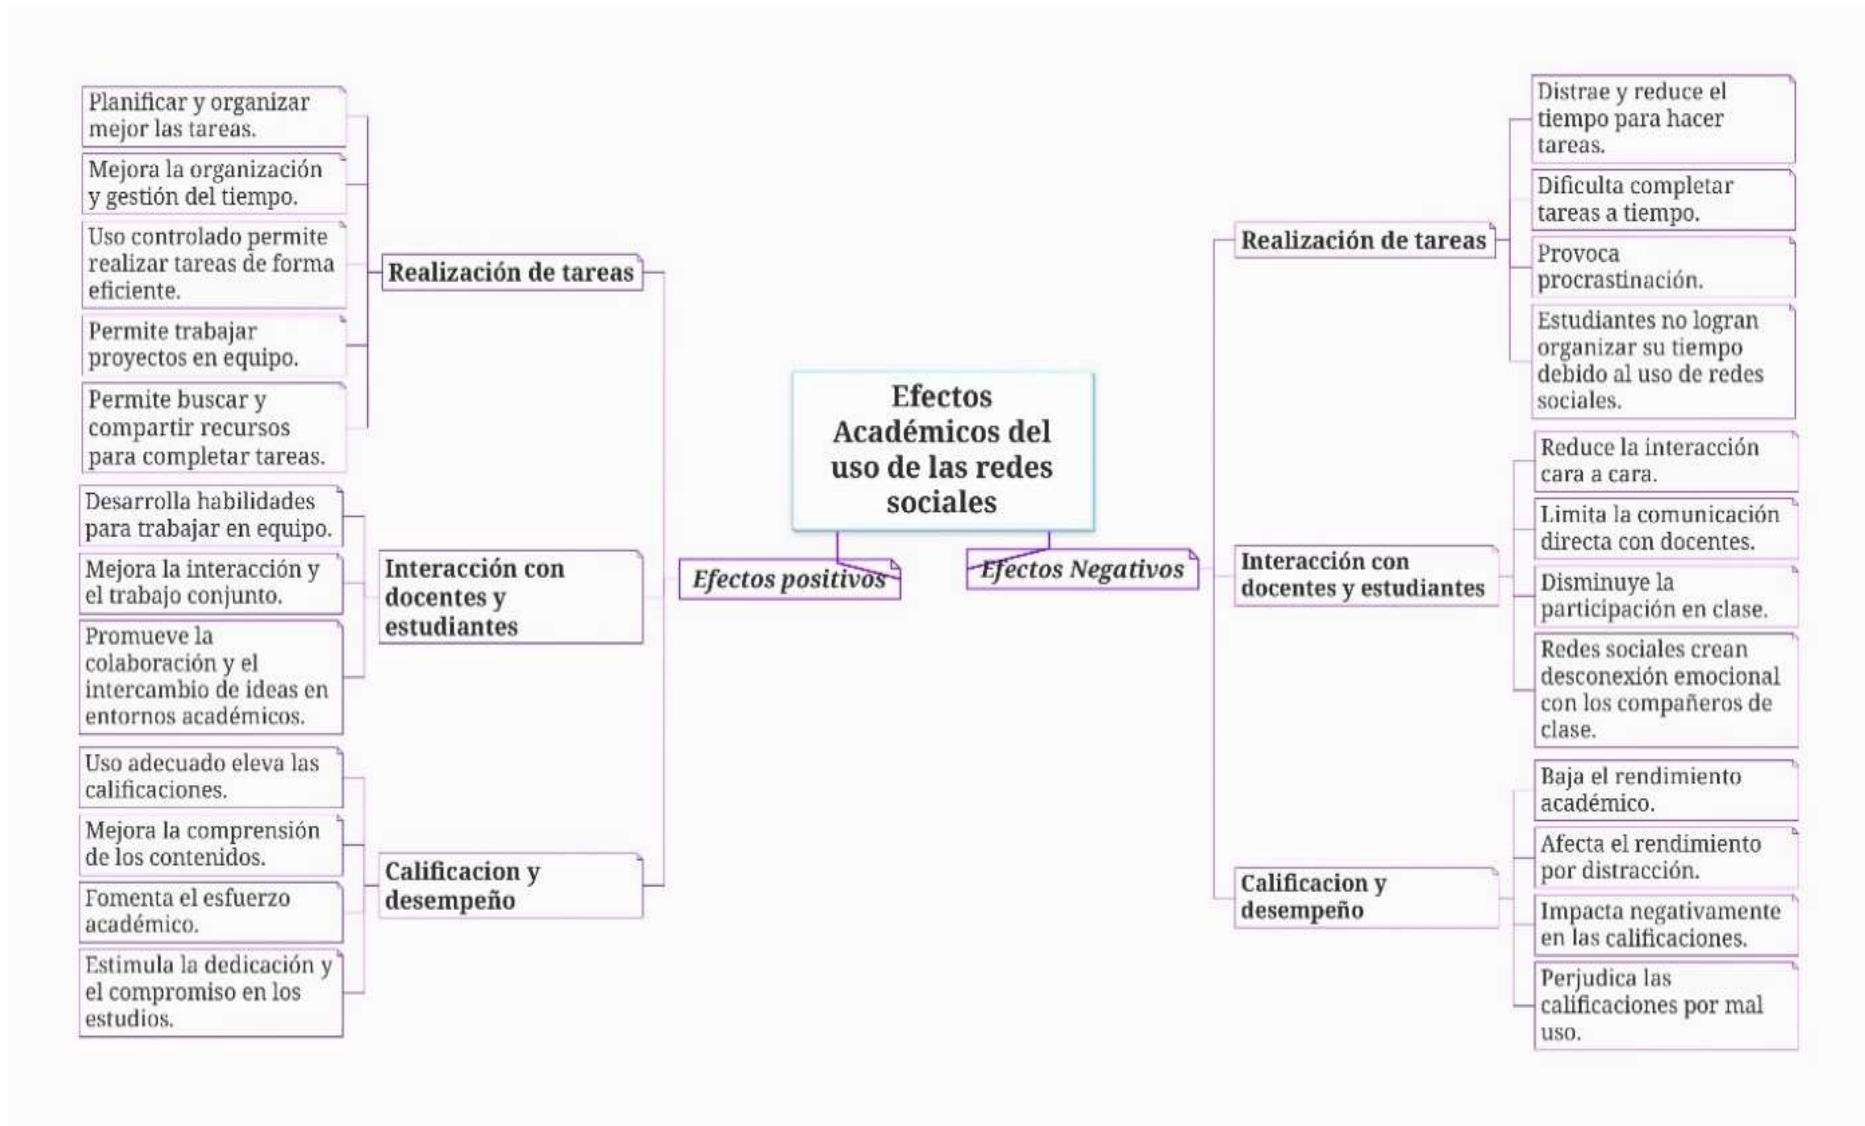 Efectos
Académicos del
uso de las redes
sociales
Efectos positivos
Realización de tareas
Planificar y organizar
mejor las tareas.
Mejora la organización
y gestión del tiempo.
Uso controlado permite
realizar tareas de forma
eficiente.
Permite trabajar
proyectos en equipo.
Permite buscar y
compartir recursos
para completar tareas.
Interacción con
docentes y
estudiantes
Desarrolla habilidades
para trabajar en equipo.
Mejora la interacción y
el trabajo conjunto.
Promueve la
colaboración y el
intercambio de ideas en
entornos académicos.
Calificacion y
desempeño
Uso adecuado eleva las
calificaciones.
Mejora la comprensión
de los contenidos.
Fomenta el esfuerzo
académico.
Estimula la dedicación y
el compromiso en los
estudios.
Efectos Negativos
Realización de tareas
Distrae y reduce el
tiempo para hacer
tareas.
Dificulta completar
tareas a tiempo.
Provoca
procrastinación.
Estudiantes no logran
organizar su tiempo
debido al uso de redes
sociales.
Interacción con
docentes y estudiantes
Reduce la interacción
cara a cara.
Limita la comunicación
directa con docentes.
Disminuye la
participación en clase.
Redes sociales crean
desconexión emocional
con los compañeros de
clase.
Calificacion y
desempeño
Baja el rendimiento
académico.
Afecta el rendimiento
por distracción.
Impacta negativamente
en las calificaciones.
Perjudica las
calificaciones por mal
uso.